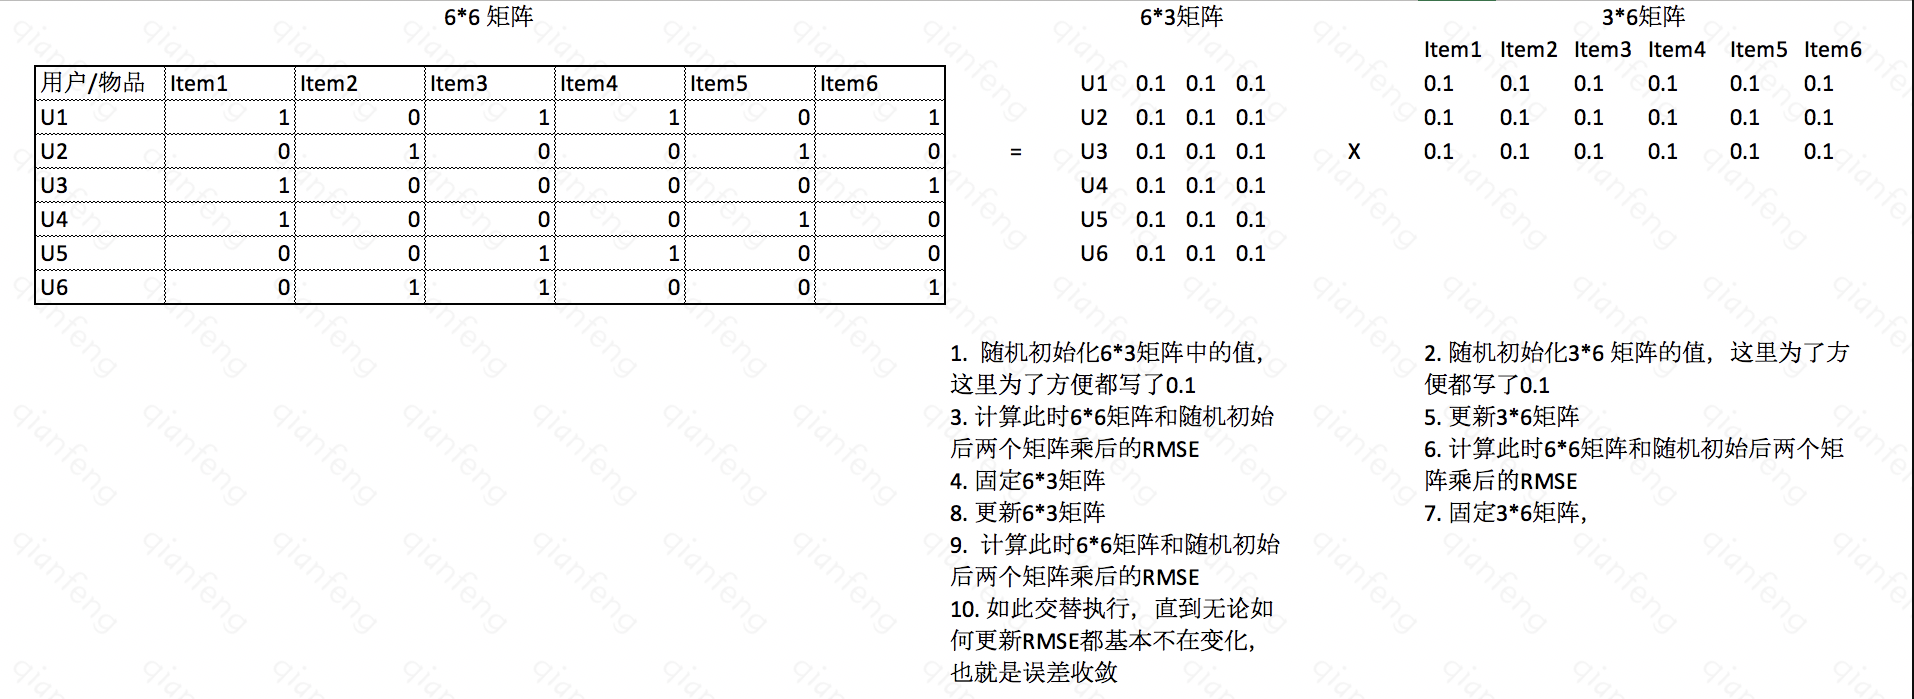 6*6 矩阵
6*3矩阵
3*6矩阵
Item1 Item2 Item3 Item4 Item5 Item6
用户/物品 Item1 Item2 Item3 Item4 Item5 Item6
U1 1 0 1 1 0 1
U2 0 1 0 0 1 0
U3 1 0 0 0 0 1
U4 1 0 0 0 1 0
U5 0 0 1 1 0 0
U6 0 1 1 0 0 1
=
U1 0.1 0.1 0.1
U2 0.1 0.1 0.1
U3 0.1 0.1 0.1
U4 0.1 0.1 0.1
U5 0.1 0.1 0.1
U6 0.1 0.1 0.1
X
0.1 0.1 0.1 0.1 0.1 0.1
0.1 0.1 0.1 0.1 0.1 0.1
0.1 0.1 0.1 0.1 0.1 0.1
1. 随机初始化6*3矩阵中的值，
这里为了方便都写了0.1
3. 计算此时6*6矩阵和随机初始
后两个矩阵乘后的RMSE
4. 固定6*3矩阵
8. 更新6*3矩阵
9. 计算此时6*6矩阵和随机初始
后两个矩阵乘后的RMSE
10. 如此交替执行，直到无论如
何更新RMSE都基本不在变化，
也就是误差收敛
2. 随机初始化3*6 矩阵的值，这里为了方
便都写了0.1
5. 更新3*6矩阵
6. 计算此时6*6矩阵和随机初始后两个矩
阵乘后的RMSE
7. 固定3*6矩阵，
qianfeng